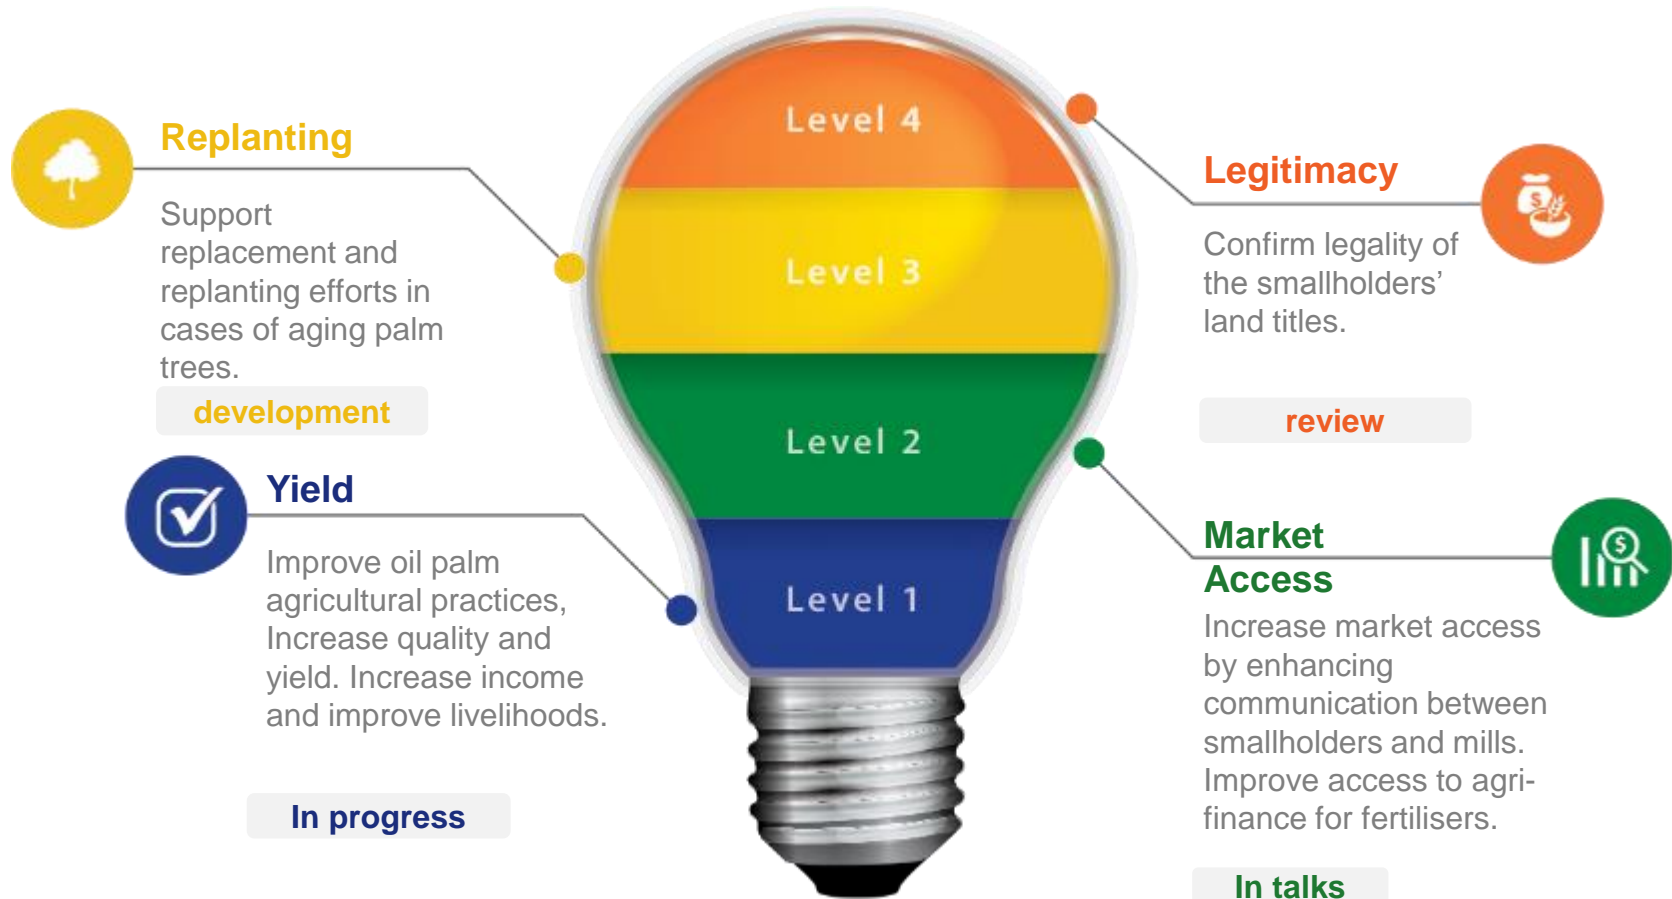 Replanting
Support
replacement and
replanting efforts in
cases of aging palm
trees.
development
Yield
Improve oil palm
agricultural practices,
Increase quality and
yield. Increase income
and improve livelihoods.
In progress
Level 4
Level 3
Level 2
Level 1
Legitimacy
Confirm legality of
the smallholders’
land titles.
review
Market
Access
Increase market access
by enhancing
communication between
smallholders and mills.
Improve access to agri-
finance for fertilisers.
In talks
$
$